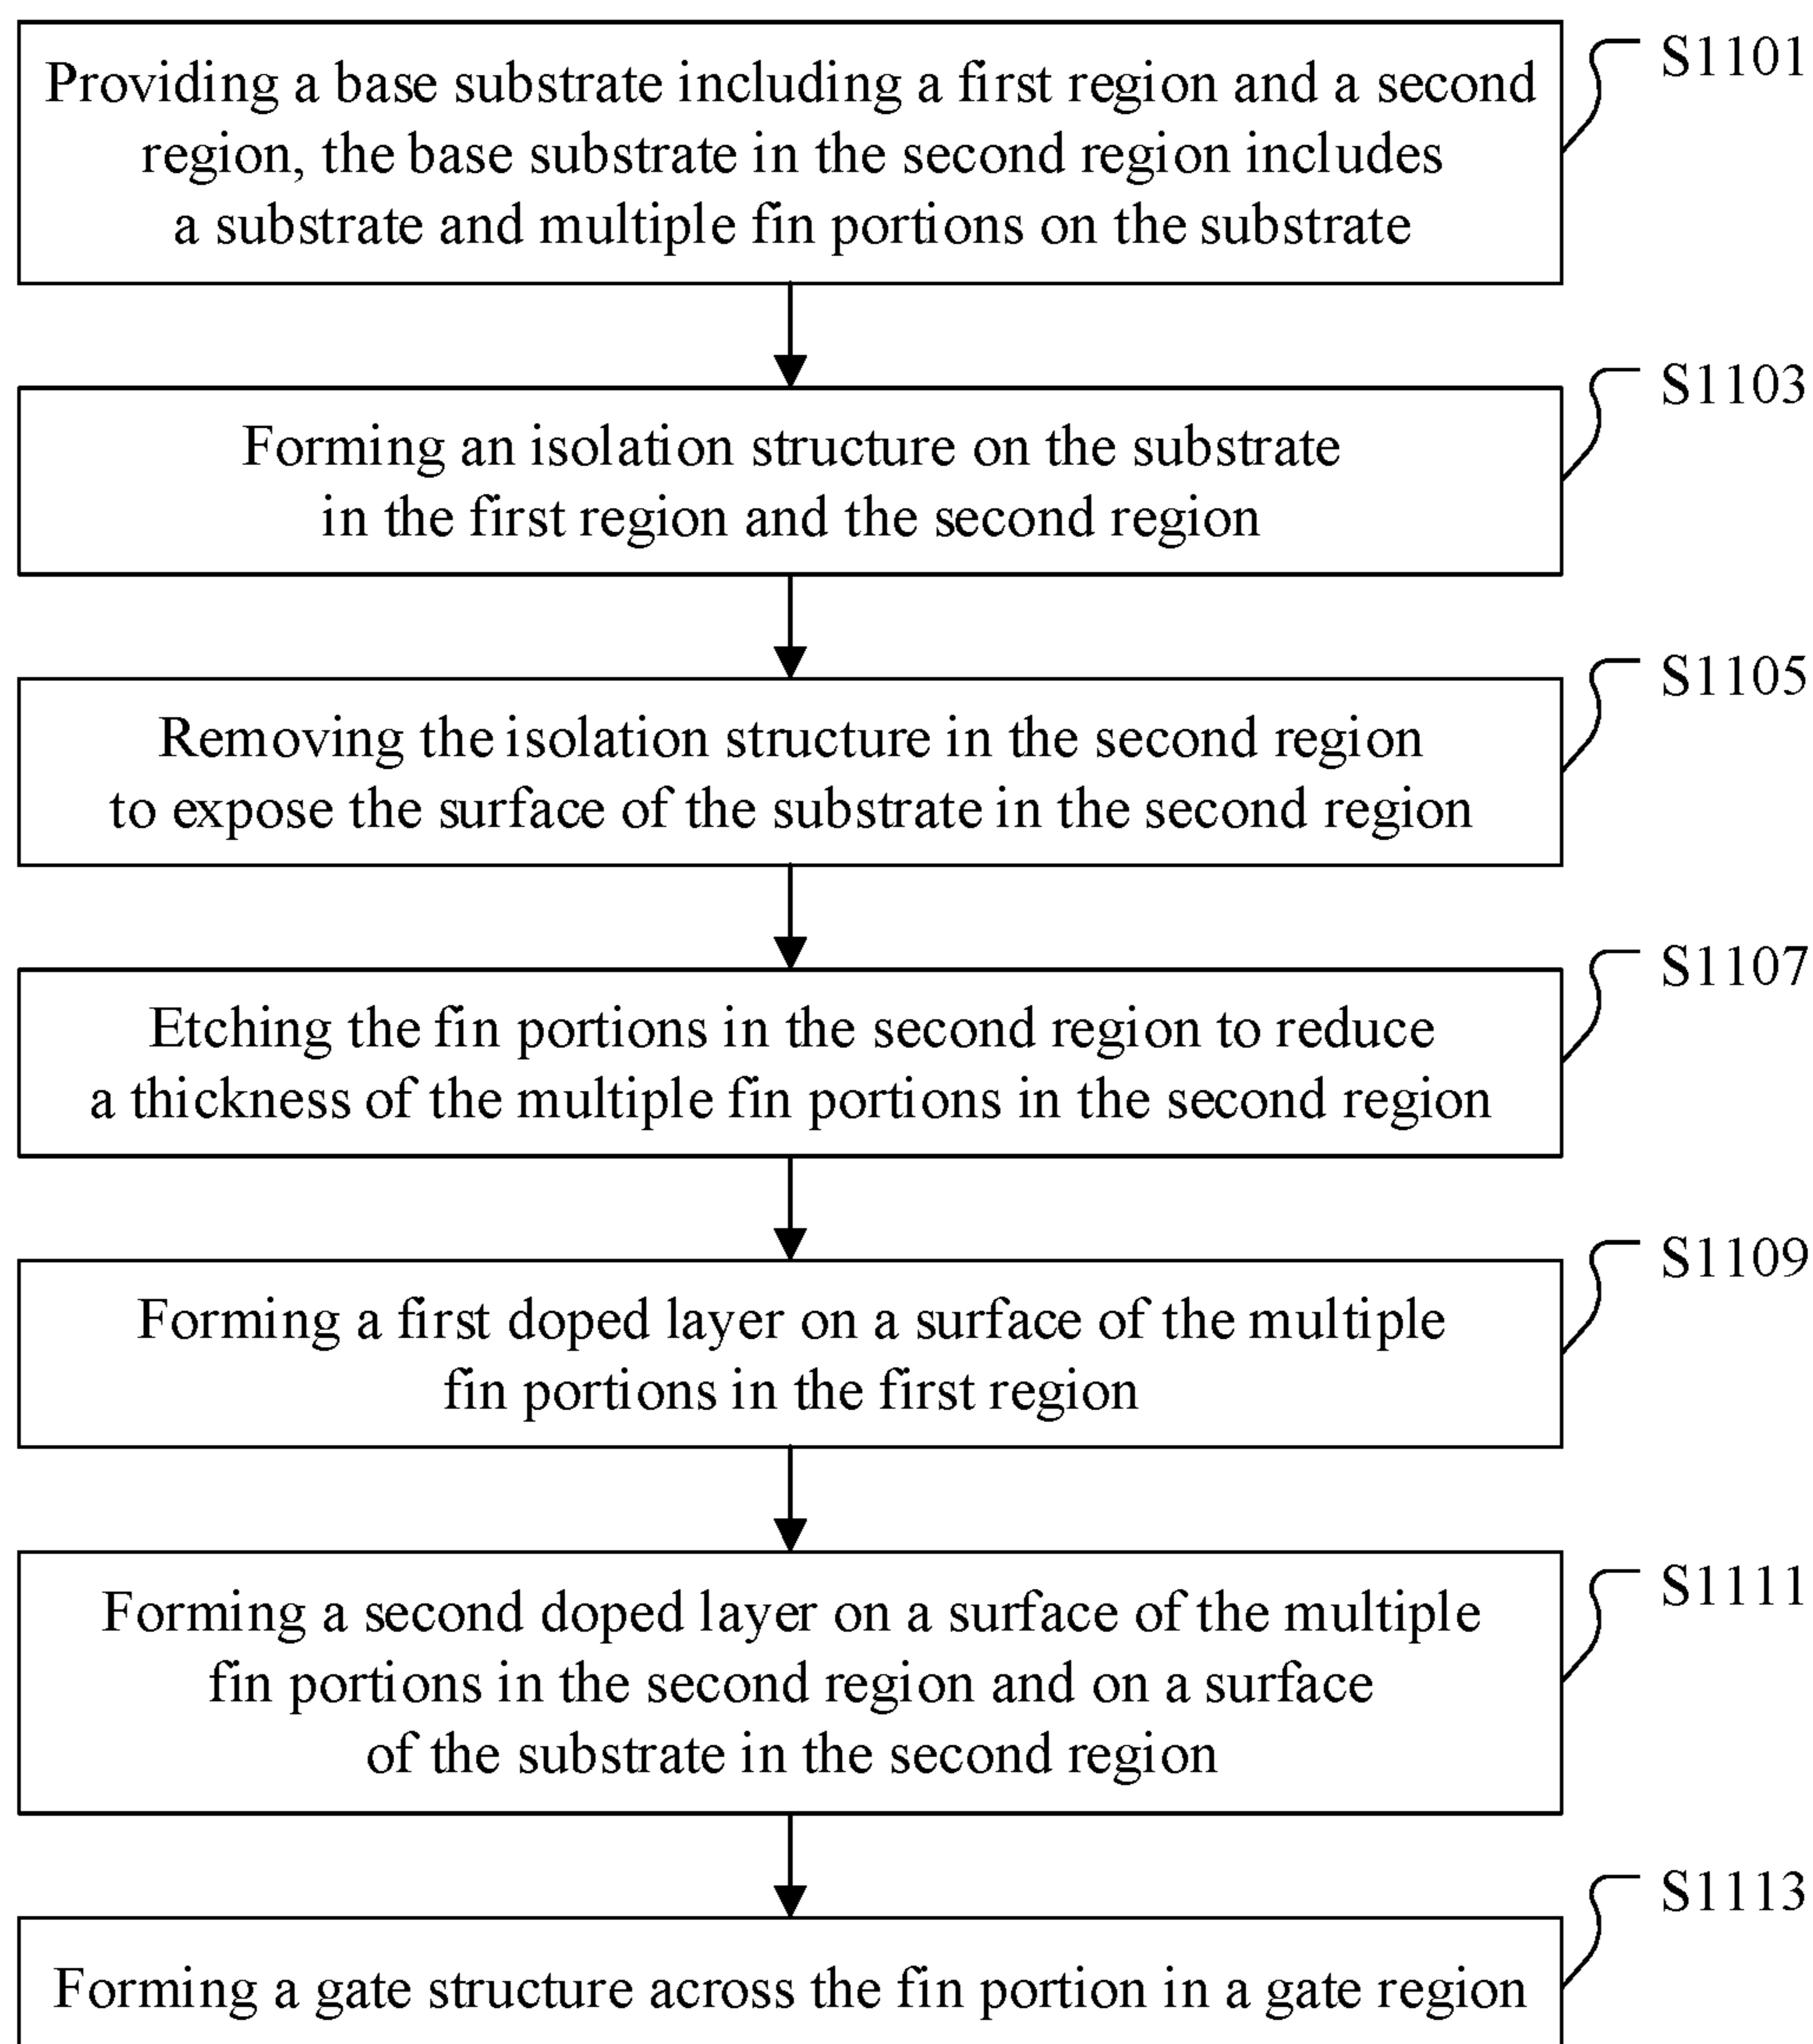 Providing a base substrate including a first region and a second
region, the base substrate in the second region includes
a substrate and multiple fin portions on the substrate
S1101
Forming an isolation structure on the substrate
in the first region and the second region
S1103
Removing the isolation structure in the second region
to expose the surface of the substrate in the second region
S1105
Etching the fin portions in the second region to reduce
a thickness of the multiple fin portions in the second region
S1107
Forming a first doped layer on a surface of the multiple
fin portions in the first region
S1109
Forming a second doped layer on a surface of the multiple
fin portions in the second region and on a surface
of the substrate in the second region
S1111
Forming a gate structure across the fin portion in a gate region
S1113